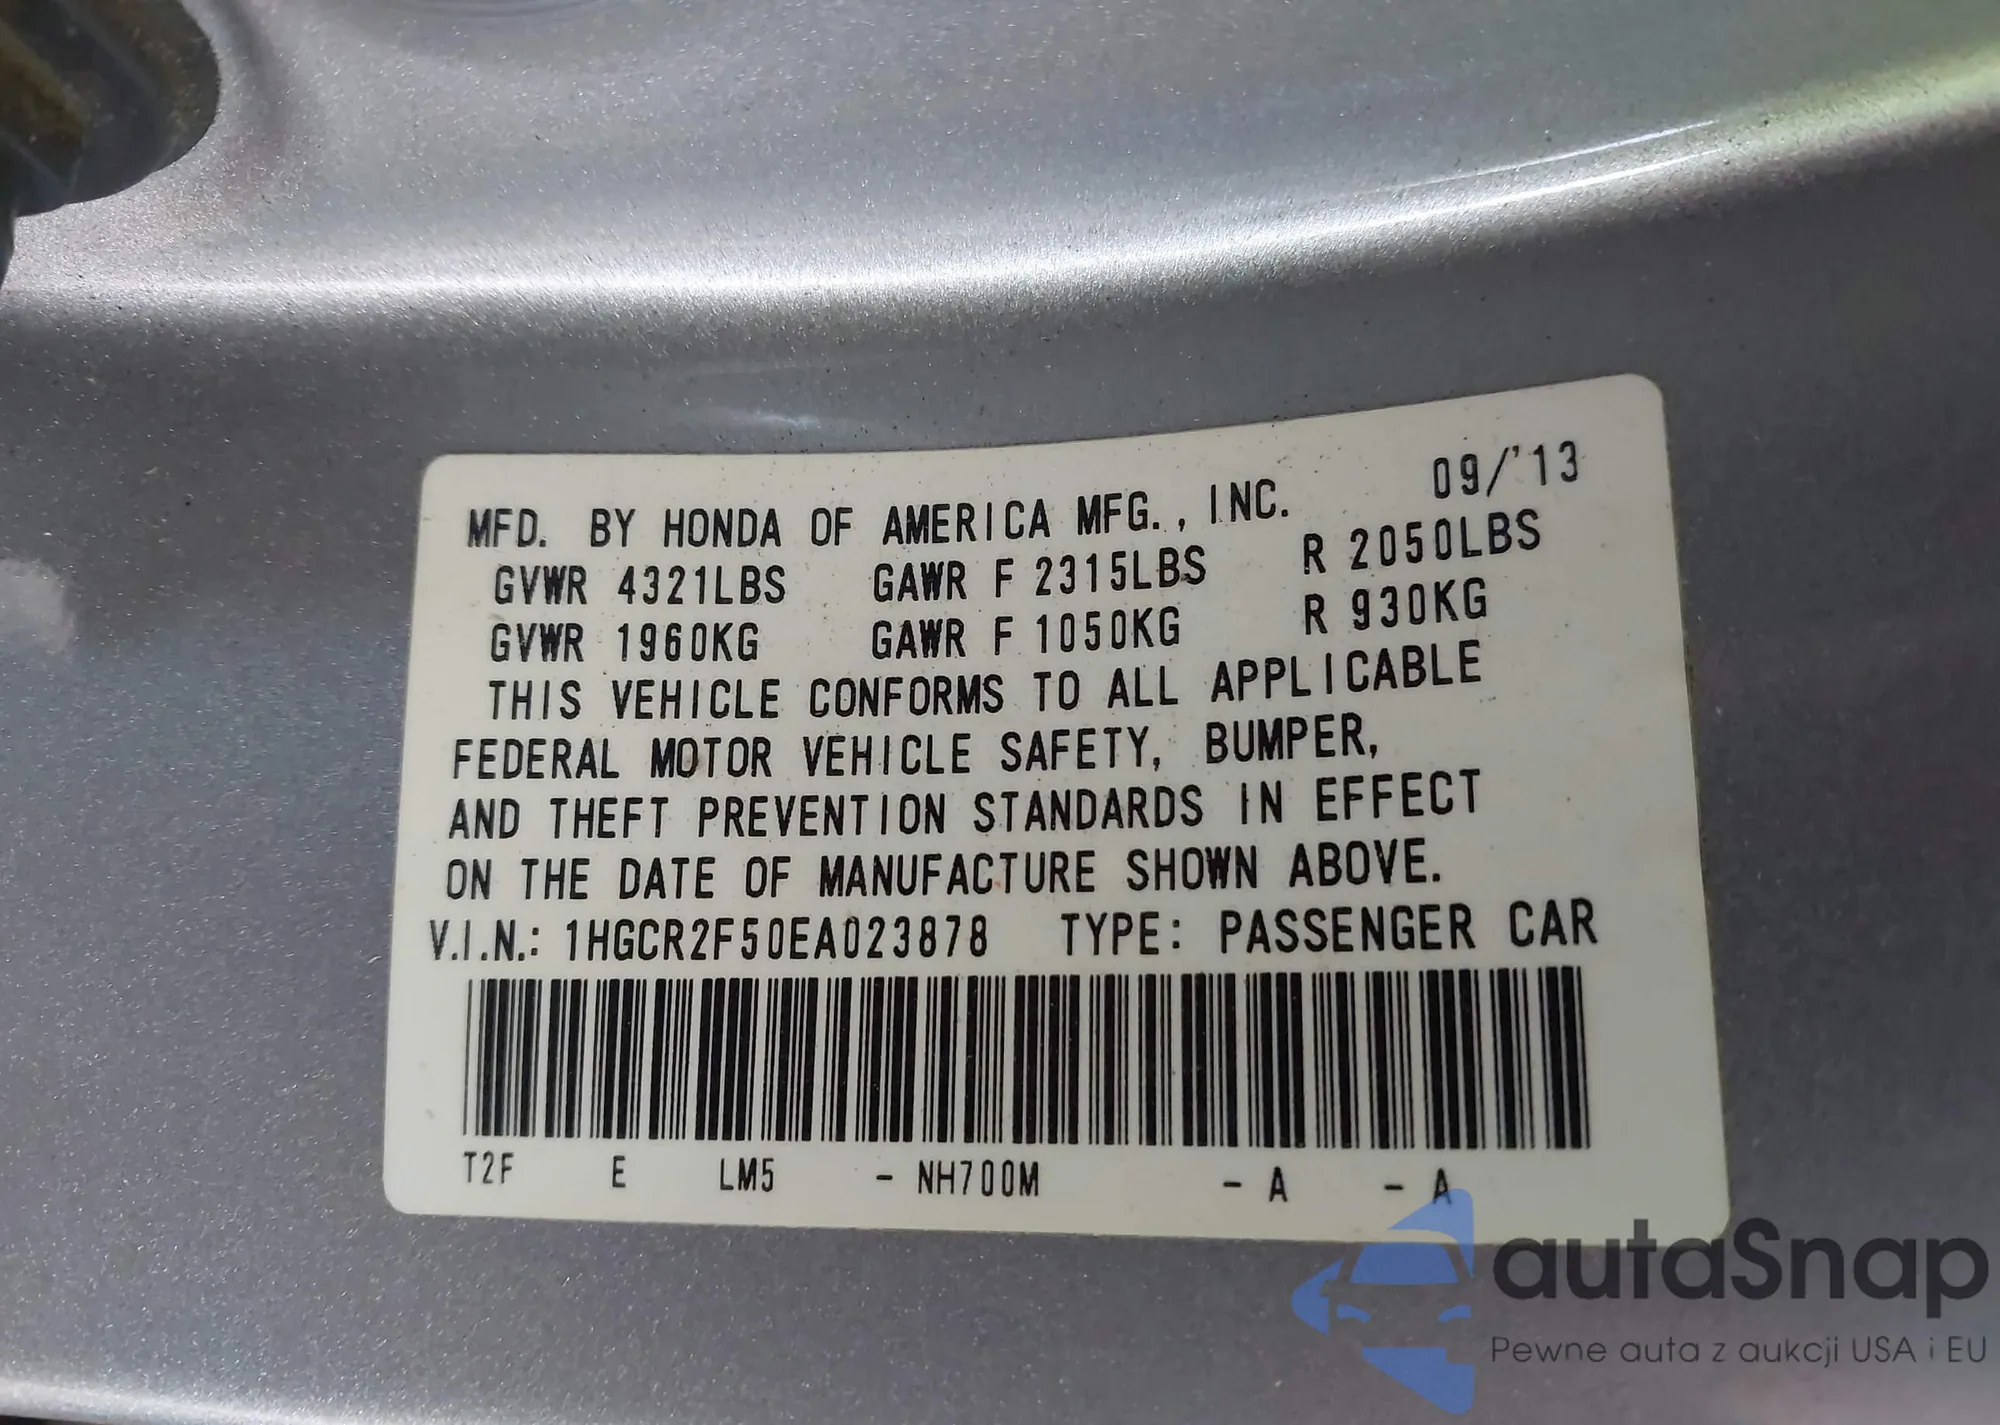 MFD. BY HONDA OF AMERICA MFG., INC. 09/'13
GVWR 4321LBS GAWR F 2315LBS R 2050LBS
GVWR 1960KG GAWR F 1050KG R 930KG
THIS VEHICLE CONFORMS TO ALL APPLICABLE
FEDERAL MOTOR VEHICLE SAFETY, BUMPER,
AND THEFT PREVENTION STANDARDS IN EFFECT
ON THE DATE OF MANUFACTURE SHOWN ABOVE.
V.I.N.: 1HGCR2F50EA023878 TYPE: PASSENGER CAR
T2F E LM5 - NH700M - A - A
autaSnap
Pewne auta z aukcji USA i EU